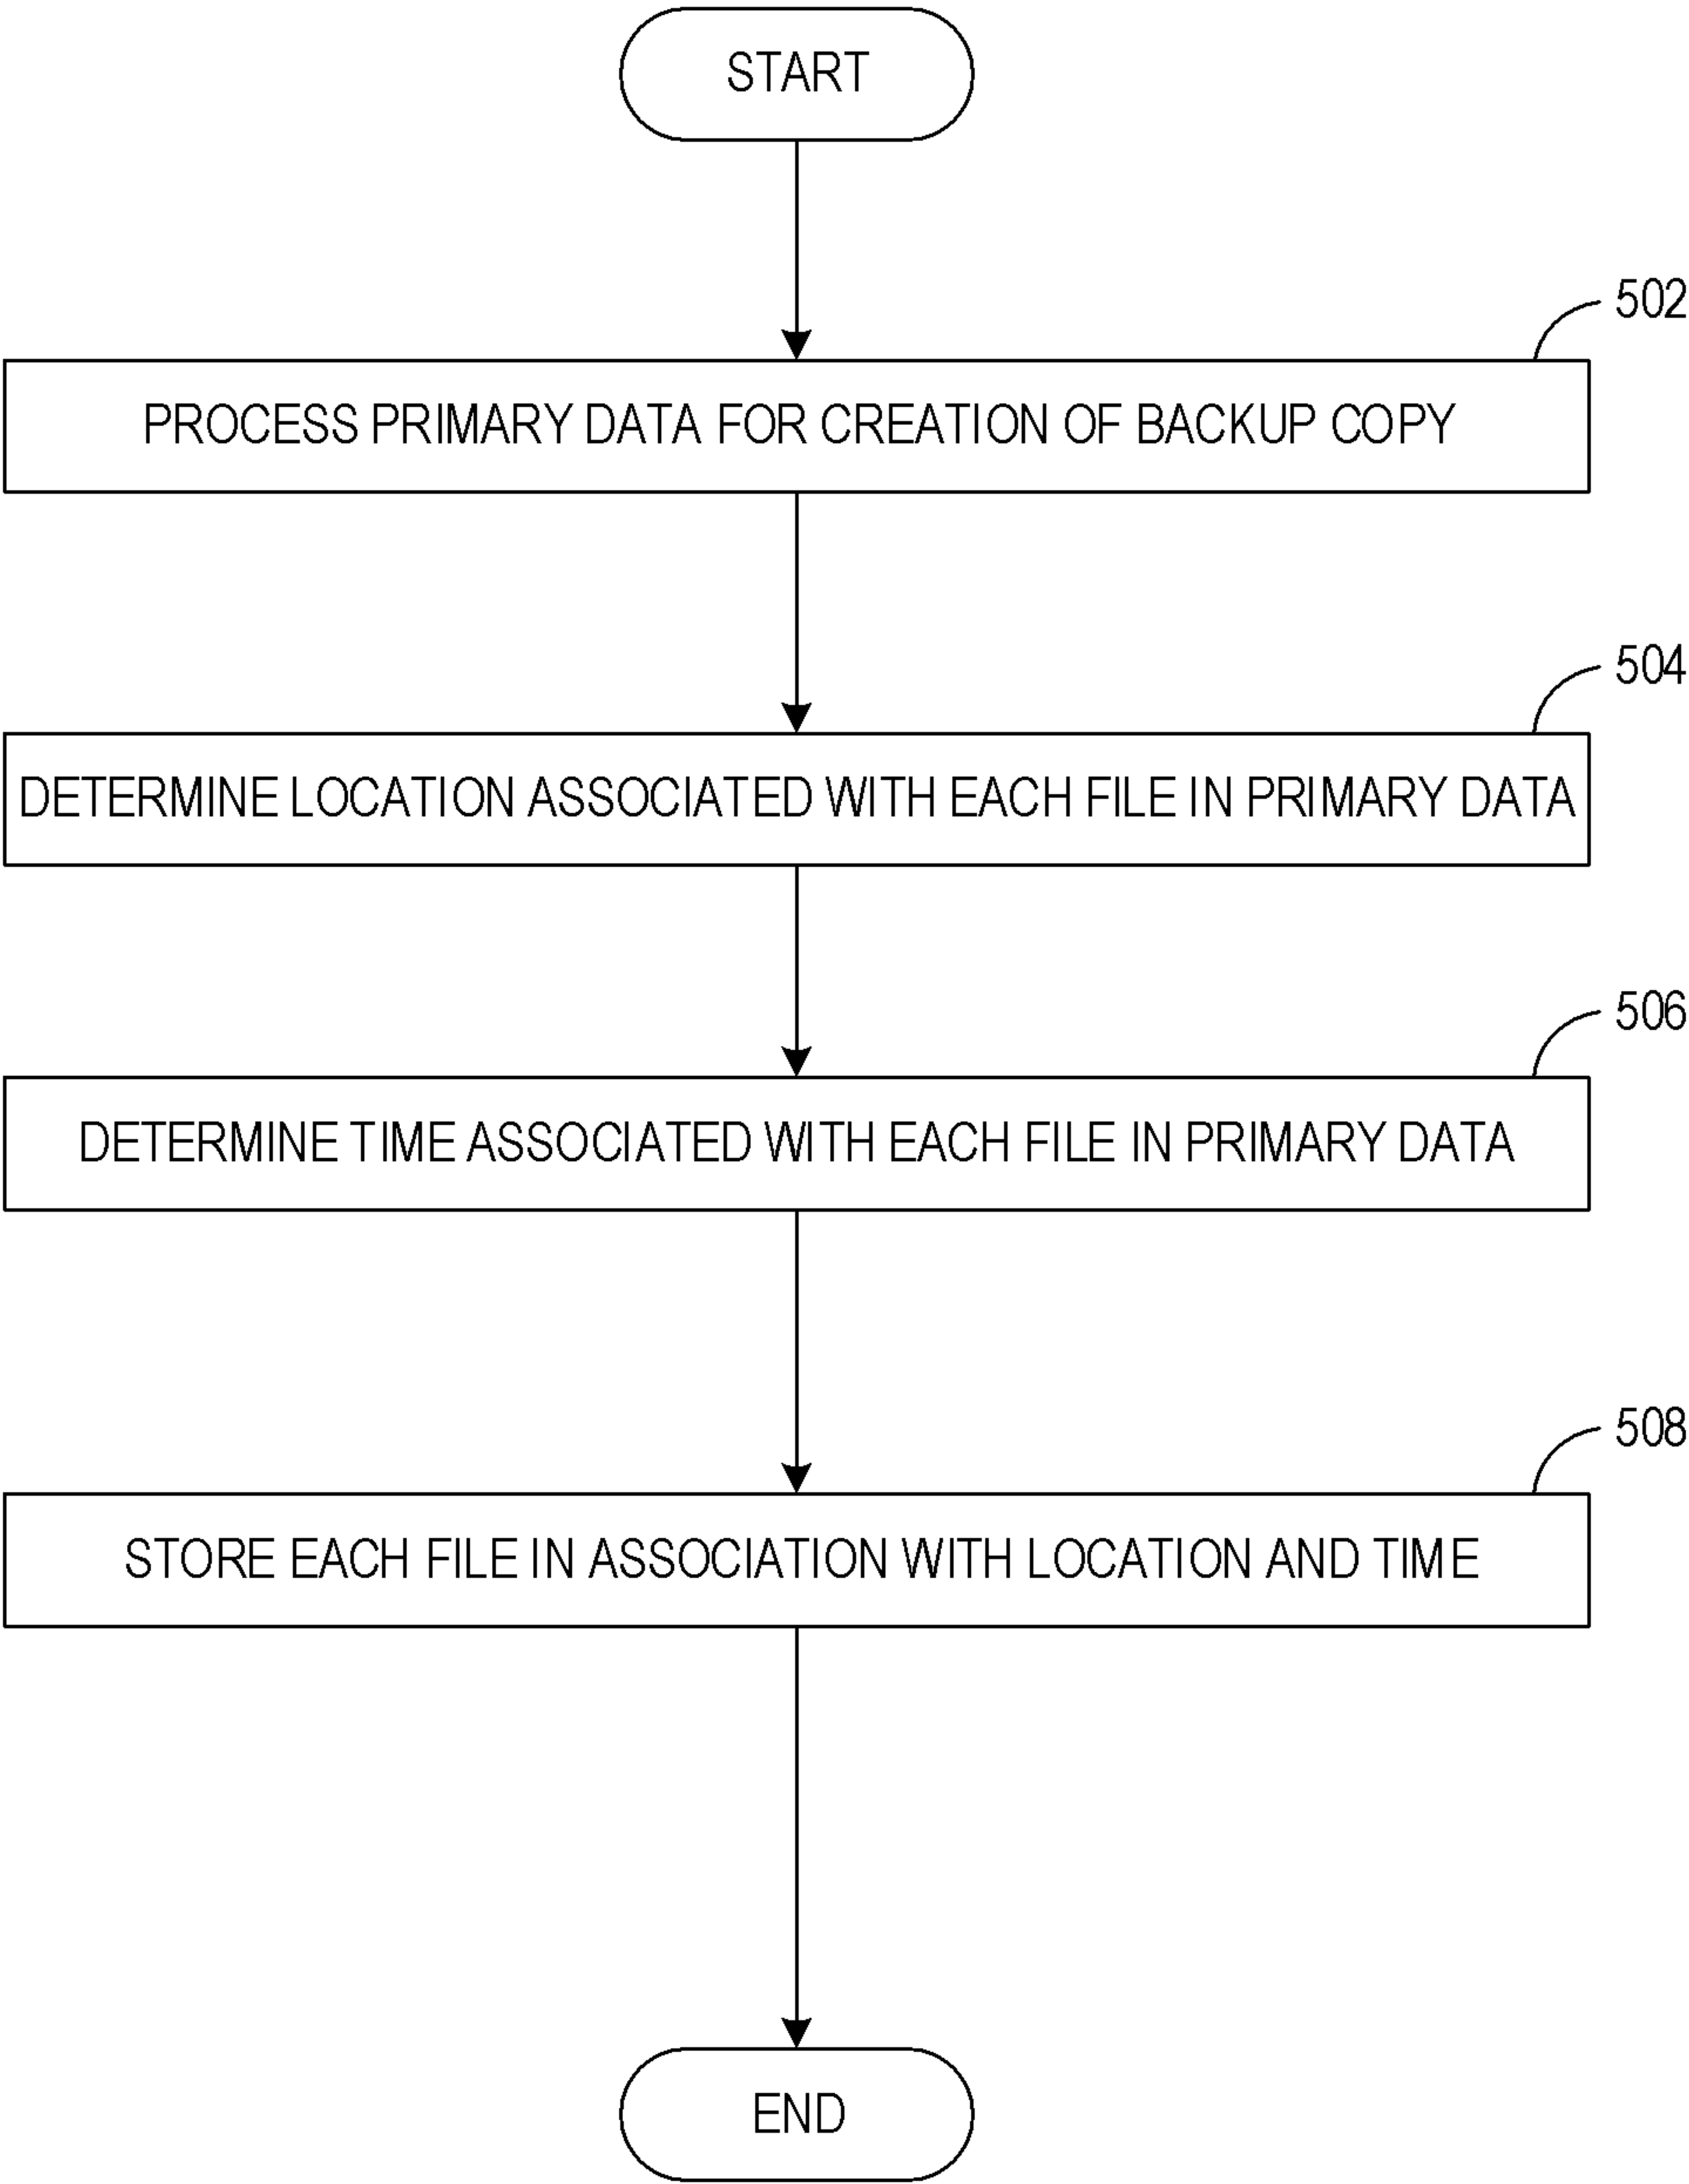 START
502
PROCESS PRIMARY DATA FOR CREATION OF BACKUP COPY
504
DETERMINE LOCATION ASSOCIATED WITH EACH FILE IN PRIMARY DATA
506
DETERMINE TIME ASSOCIATED WITH EACH FILE IN PRIMARY DATA
508
STORE EACH FILE IN ASSOCIATION WITH LOCATION AND TIME
END